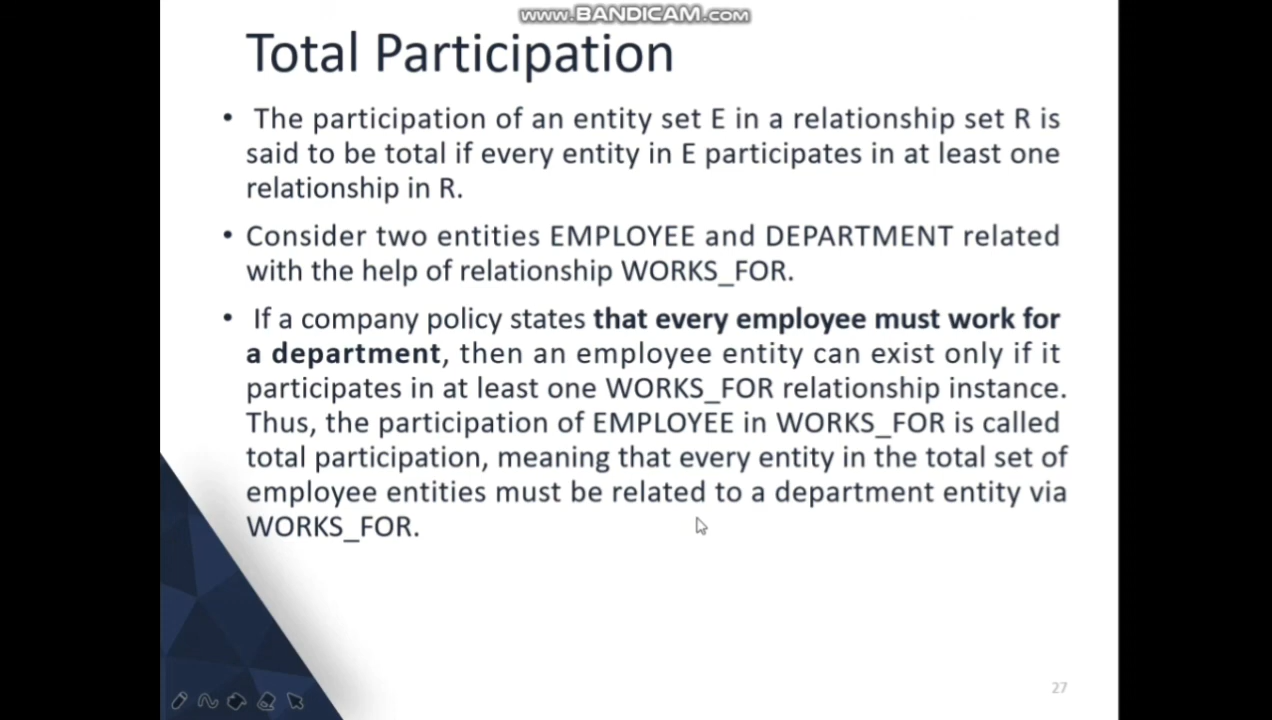 www.BANDICAM.com
Total Participation
• The participation of an entity set E in a relationship set R is
said to be total if every entity in E participates in at least one
relationship in R.
• Consider two entities EMPLOYEE and DEPARTMENT related
with the help of relationship WORKS_FOR.
• If a company policy states that every employee must work for
a department, then an employee entity can exist only if it
participates in at least one WORKS_FOR relationship instance.
Thus, the participation of EMPLOYEE in WORKS_FOR is called
total participation, meaning that every entity in the total set of
employee entities must be related to a department entity via
WORKS_FOR.
27